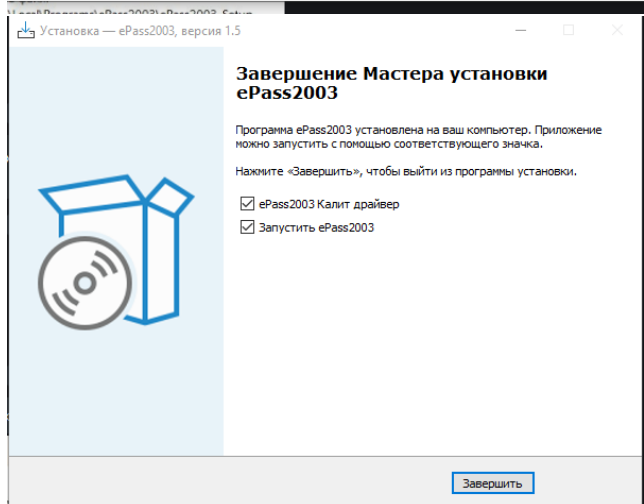 Установка — ePass2003, версия 1.5
Завершение Мастера установки
ePass2003
Программа ePass2003 установлена на ваш компьютер. Приложение
можно запустить с помощью соответствующего значка.
Нажмите «Завершить», чтобы выйти из программы установки.
ePass2003 Калит драйвер
Запустить ePass2003
Завершить